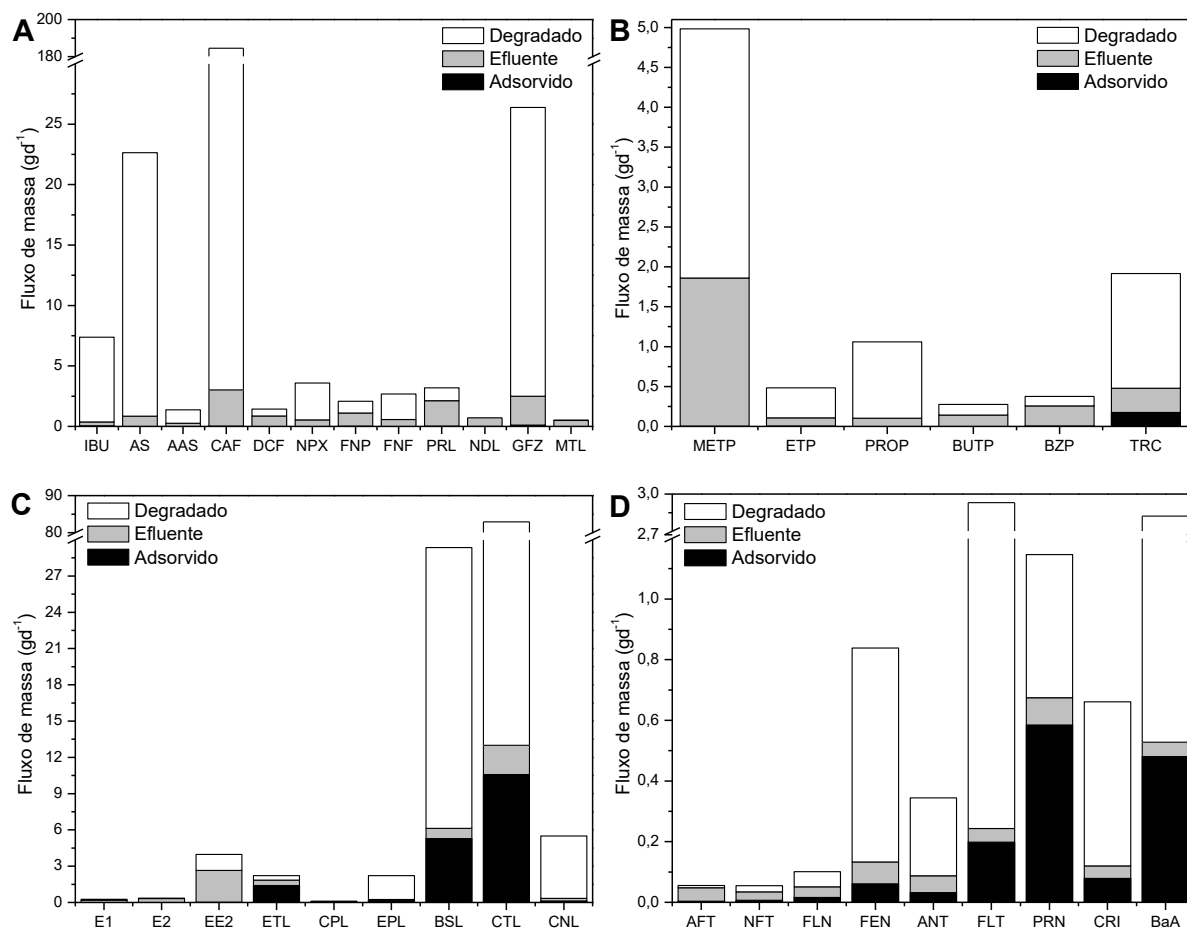 A
Degradado
Efluente
Adsorvido
Fluxo de massa (gd⁻¹)
200
180
25
20
15
10
5
0
IBU AS AAS CAF DCF NPX FNP FNF PRL NDL GFZ MTL
B
Degradado
Efluente
Adsorvido
Fluxo de massa (gd⁻¹)
5,0
4,5
4,0
3,5
3,0
2,5
2,0
1,5
1,0
0,5
0,0
METP ETP PROP BUTP BZP TRC
C
Degradado
Efluente
Adsorvido
Fluxo de massa (gd⁻¹)
90
80
27
24
21
18
15
12
9
6
3
0
E1 E2 EE2 ETL CPL EPL BSL CTL CNL
D
Degradado
Efluente
Adsorvido
Fluxo de massa (gd⁻¹)
3,0
2,7
1,0
0,8
0,6
0,4
0,2
0,0
AFT NFT FLN FEN ANT FLT PRN CRI BaA